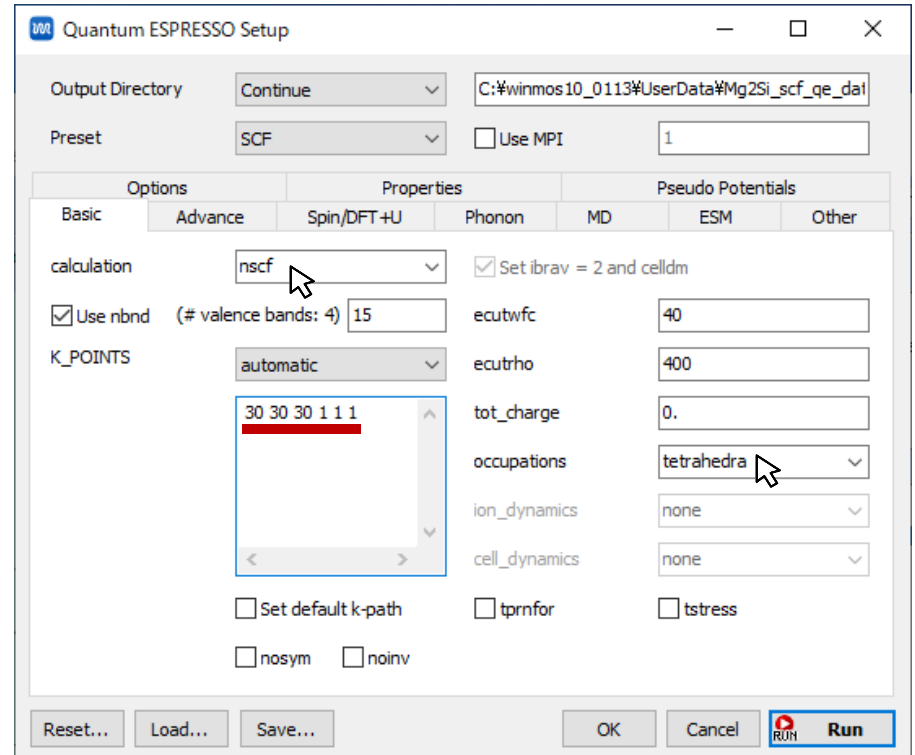 Quantum ESPRESSO Setup
Output Directory Continue C:¥winmos10_0113¥UserData¥Mg2Si_scf_qe_dat
Preset SCF Use MPI 1
Options Properties Pseudo Potentials
Basic Advance Spin/DFT+U Phonon MD ESM Other
calculation nscf Set ibrav = 2 and celldm
Use nbnd (# valence bands: 4) 15 ecutwfc 40
K_POINTS automatic ecutrho 400
30 30 30 1 1 1 tot_charge 0.
occupations tetrahedra
ion_dynamics none
cell_dynamics none
Set default k-path tprnfor tstress
nosym noinv
Reset... Load... Save... OK Cancel RUN Run